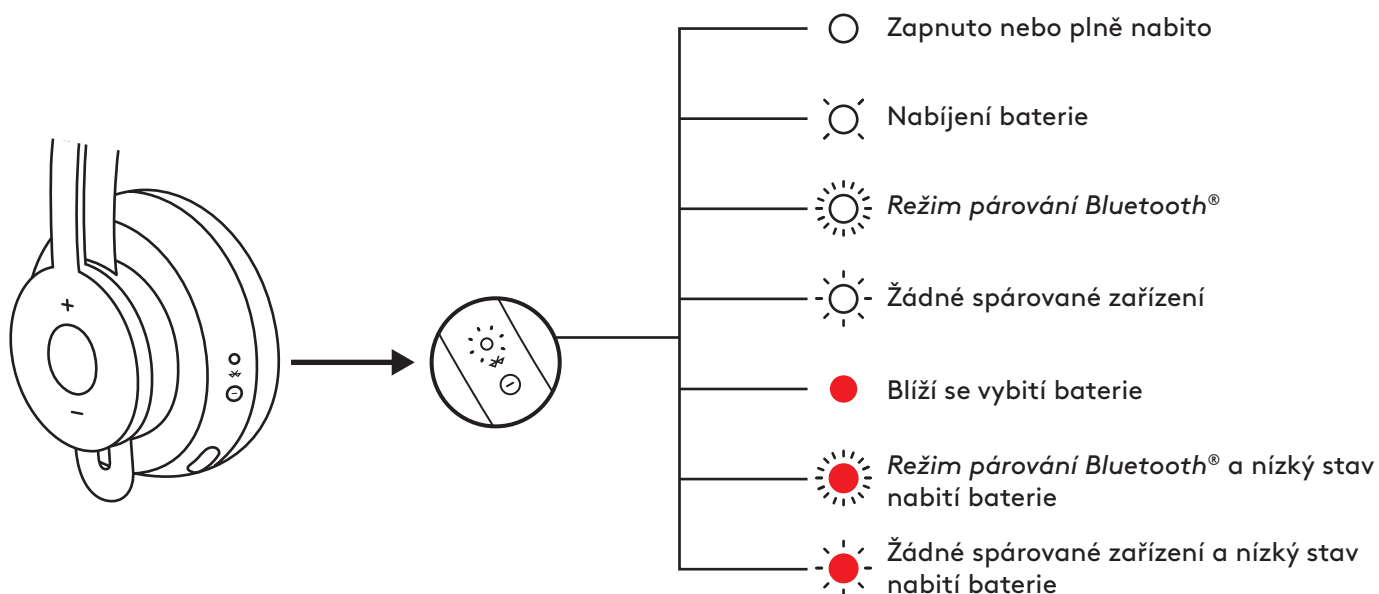 Zapnuto nebo plně nabito
Nabíjení baterie
Režim párování Bluetooth®
Žádné spárované zařízení
Blíží se vybití baterie
Režim párování Bluetooth® a nízký stav
nabití baterie
Žádné spárované zařízení a nízký stav
nabití baterie